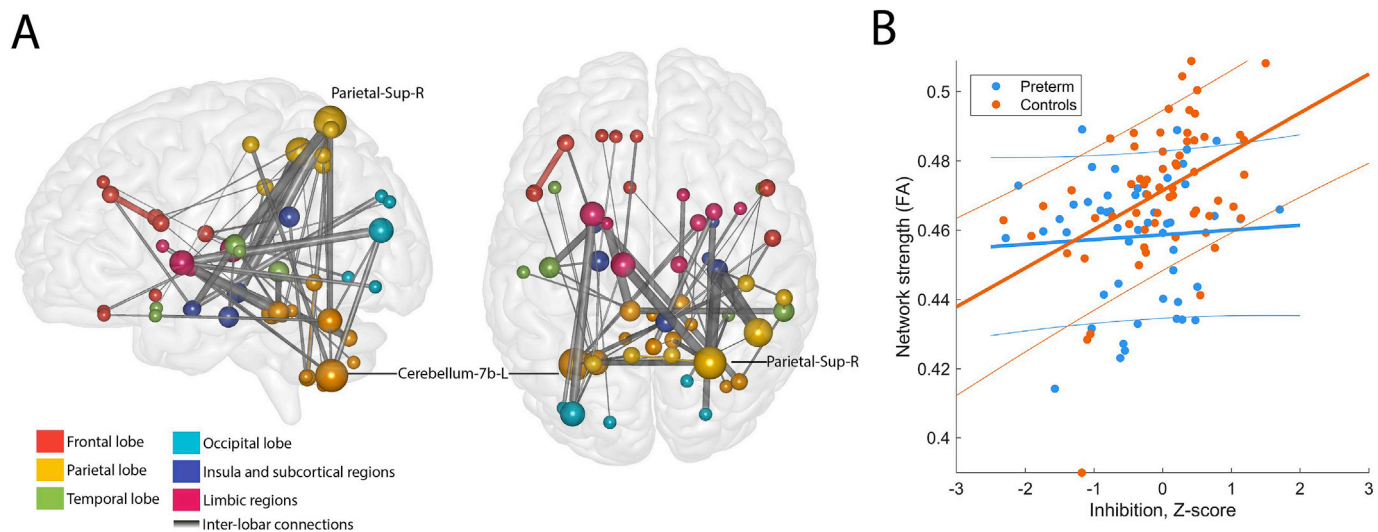 A
B
Parietal-Sup-R
Parietal-Sup-R
Cerebellum-7b-L
Frontal lobe
Parietal lobe
Temporal lobe
Occipital lobe
Insula and subcortical regions
Limbic regions
Inter-lobar connections
Preterm
Controls
Network strength (FA)
0.5
0.48
0.46
0.44
0.42
0.4
-3
-2
-1
0
1
2
3
Inhibition, Z-score